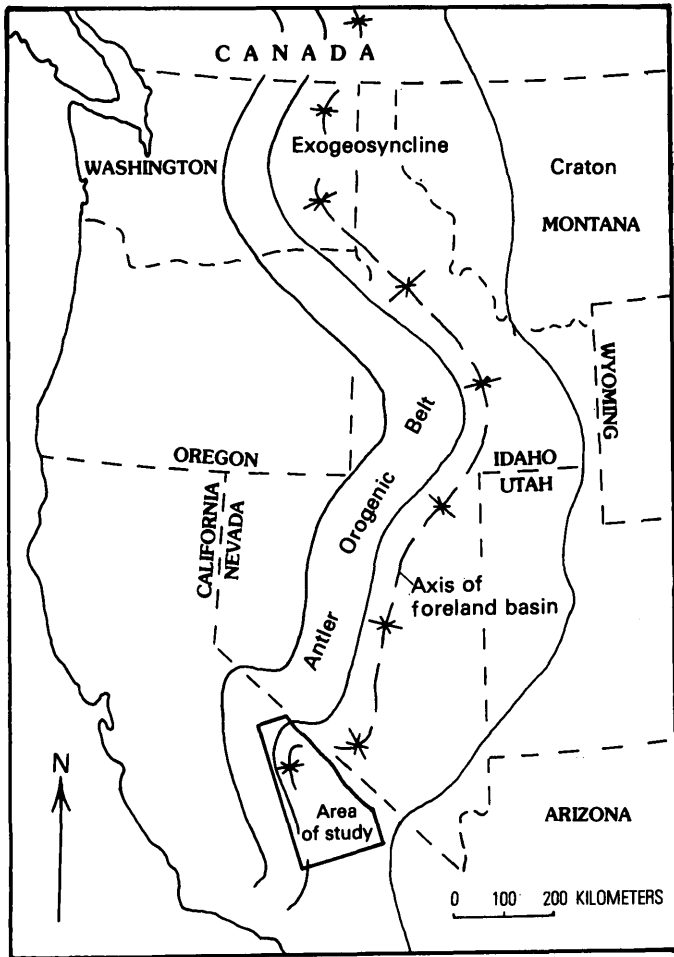 CANADA
Exogeosyncline
WASHINGTON
Craton
MONTANA
WYOMING
Belt
OREGON
IDAHO
UTAH
CALIFORNIA
NEVADA
Orogenic
Axis of
foreland basin
Antler
N
Area
of study
ARIZONA
0 100 200 KILOMETERS